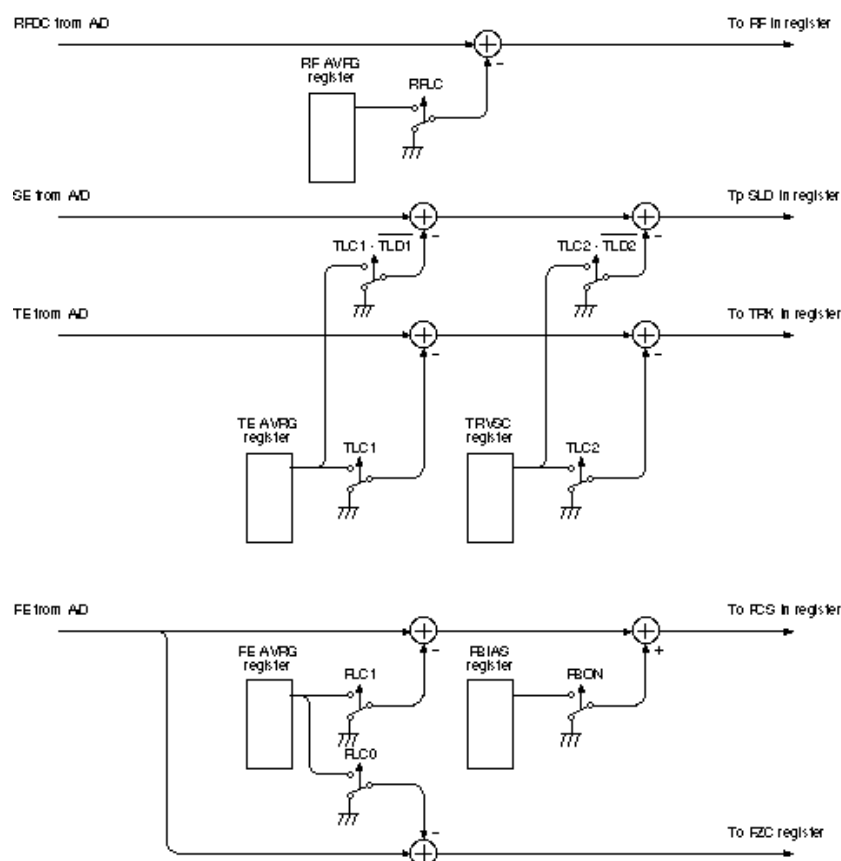 RFDC from A/D
To RF In register
RF AVRG
register
RFLC
-
SE from A/D
Tp SLD In register
-
-
TLC1 · TLD1
TLC2 · TLD2
TE from A/D
To TRK In register
-
-
TE AVRG
register
TLC1
TRVSC
register
TLC2
FE from A/D
To FCS In register
FE AVRG
register
FLC1
-
FBIAS
register
FBON
+
FLC0
-
To FZC register